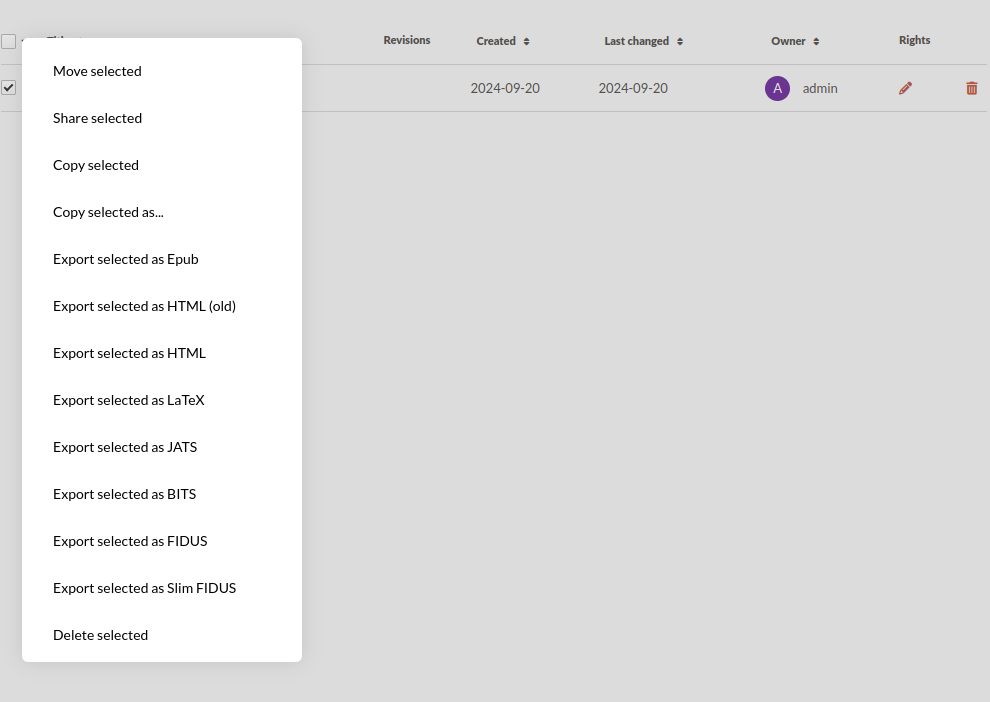 Revisions Created Last changed Owner Rights
2024-09-20 2024-09-20 A admin
Move selected
Share selected
Copy selected
Copy selected as...
Export selected as Epub
Export selected as HTML (old)
Export selected as HTML
Export selected as LaTeX
Export selected as JATS
Export selected as BITS
Export selected as FIDUS
Export selected as Slim FIDUS
Delete selected